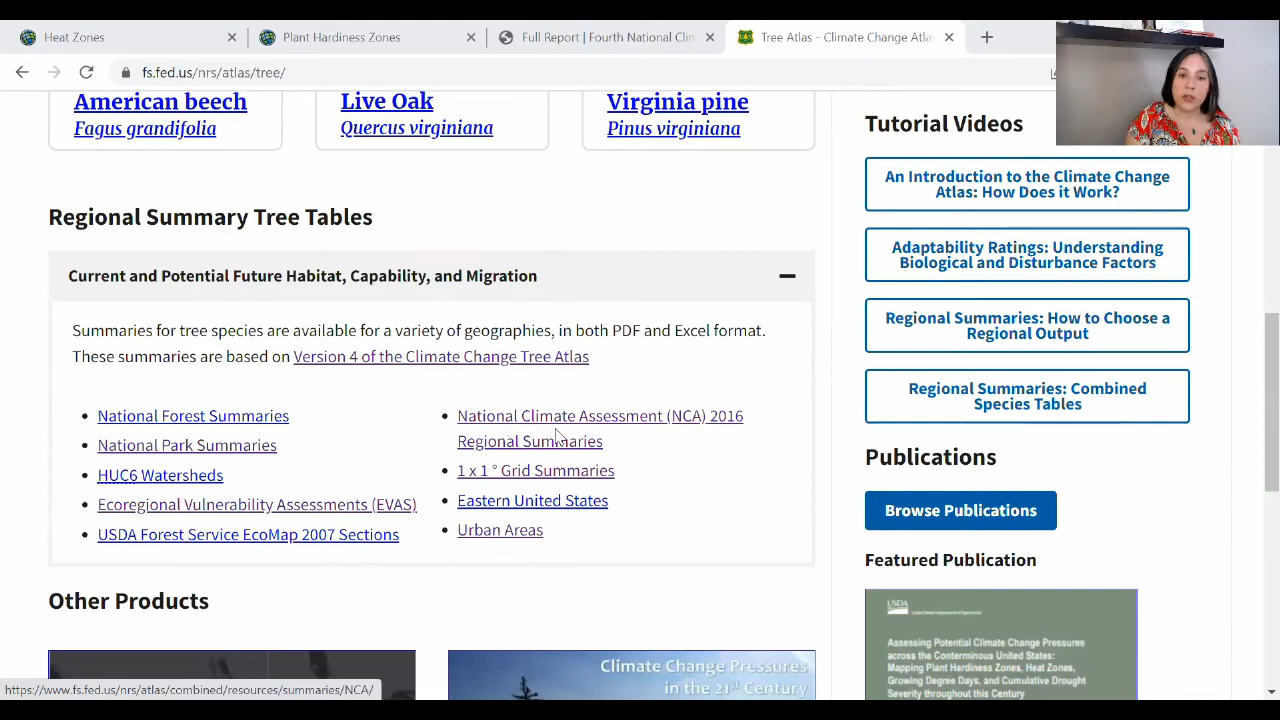 Heat Zones
Plant Hardiness Zones
Full Report | Fourth National Clin
Tree Atlas - Climate Change Atla
fs.fed.us/nrs/atlas/tree/
American beech
Fagus grandifolia
Live Oak
Quercus virginiana
Virginia pine
Pinus virginiana
Regional Summary Tree Tables
Current and Potential Future Habitat, Capability, and Migration
Summaries for tree species are available for a variety of geographies, in both PDF and Excel format.
These summaries are based on Version 4 of the Climate Change Tree Atlas
• National Forest Summaries
• National Park Summaries
• HUC6 Watersheds
• Ecoregional Vulnerability Assessments (EVAS)
• USDA Forest Service EcoMap 2007 Sections
• National Climate Assessment (NCA) 2016
Regional Summaries
• 1 x 1 ° Grid Summaries
• Eastern United States
• Urban Areas
Other Products
Climate Change Pressures
in the 21st Century
https://www.fs.fed.us/nrs/atlas/combined/resources/summaries/NCA/
Tutorial Videos
An Introduction to the Climate Change
Atlas: How Does it Work?
Adaptability Ratings: Understanding
Biological and Disturbance Factors
Regional Summaries: How to Choose a
Regional Output
Regional Summaries: Combined
Species Tables
Publications
Browse Publications
Featured Publication
USDA
Assessing Potential Climate Change Pressures
across the Conterminous United States:
Mapping Plant Hardiness Zones, Heat Zones,
Growing Degree Days, and Cumulative Drought
Severity throughout this Century